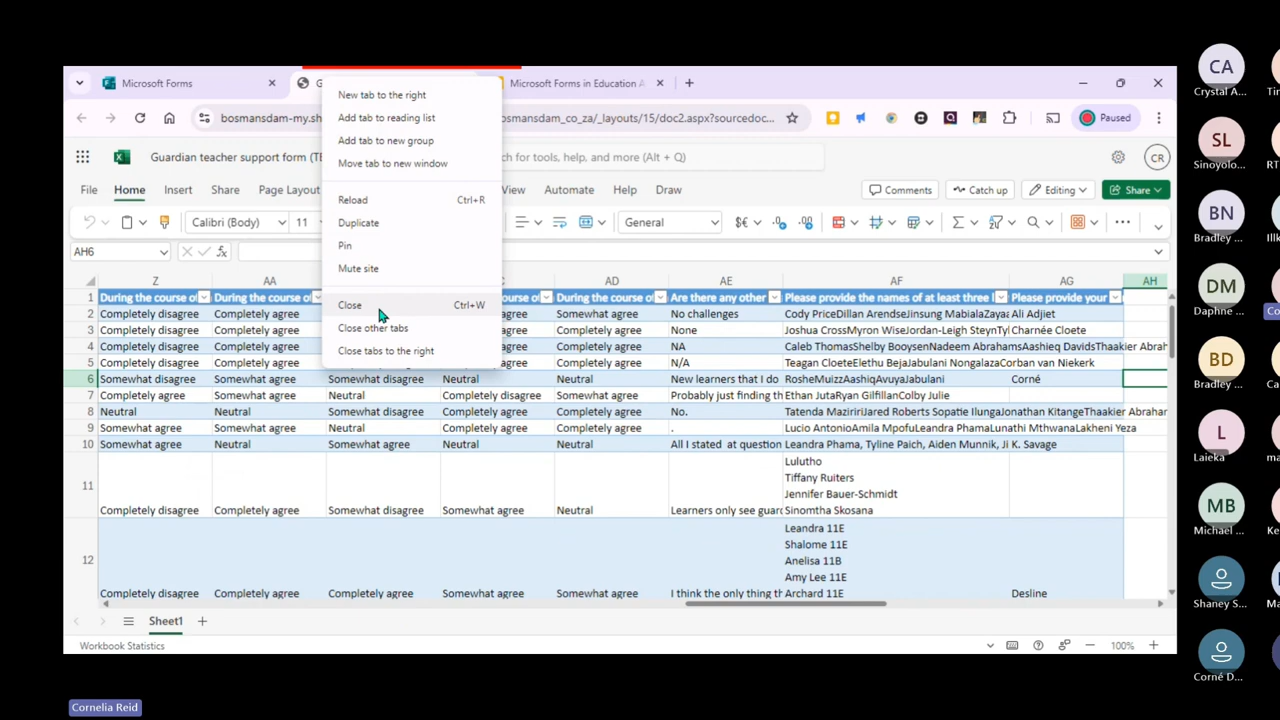 Microsoft Forms
G
Microsoft Forms in Education A
bosmansdam-my.sh
osmansdam_co_za/_layouts/15/doc2.aspx?sourcedoc...
Paused
New tab to the right
Add tab to reading list
Add tab to new group
Move tab to new window
Reload Ctrl+R
Duplicate
Pin
Mute site
Close Ctrl+W
Close other tabs
Close tabs to the right
Guardian teacher support form (TE
ch for tools, help, and more (Alt + Q)
CR
File Home Insert Share Page Layout View Automate Help Draw
Comments Catch up Editing Share
Calibri (Body) 11 General $€
AH6
Z AA AD AE AF AG AH
1 During the course of During the course of course of During the course of Are there any other Please provide the names of at least three l Please provide your
2 Completely disagree Completely agree Somewhat agree No challenges Cody PriceDillan ArendseJinsung MabialaZaya Ali Adjiet
3 Completely disagree Completely agree Completely agree None Joshua CrossMyron WiseJordan-Leigh SteynTyl Charnée Cloete
4 Completely disagree Completely agree Completely agree NA Caleb ThomasShelby BooysenNadeem AmmonsAashieq DavidsThaakier Abrahar
5 Completely disagree Completely agree Completely agree N/A Teagan CloeteElethu BejaJabulani NongalazaCorban van Niekerk
6 Somewhat disagree Somewhat agree Somewhat disagree Neutral Neutral New learners that I do RosheMuizzAashiqAvuyaJabulani Corné
7 Completely agree Somewhat agree Neutral Completely disagree Somewhat agree Probably just finding th Ethan JutaRyan GilfillanColby Julie
8 Neutral Neutral Somewhat disagree Completely agree Completely agree No. Tatenda MaziririJared Roberts Sopatie IlungaJonathan KitangeThaakier Abrahar
9 Somewhat agree Somewhat agree Neutral Completely agree Completely agree . Lucio AntonioAmila MpofuLeandra PhamaLunathi MthwanaLakheni Yeza
10 Somewhat agree Neutral Somewhat agree Neutral Neutral All I stated at question Leandra Phama, Tyline Paich, Aiden Munnik, Ji K. Savage
Lulutho
Tiffany Ruiters
Jennifer Bauer-Schmidt
11 Completely disagree Completely agree Somewhat disagree Somewhat agree Neutral Learners only see guard Sinomtha Skosana
Leandra 11E
Shalome 11E
Anelisa 11B
Amy Lee 11E
12 Completely disagree Completely agree Completely agree Somewhat agree Somewhat agree I think the only thing th Archard 11E Desline
Sheet1
Workbook Statistics 100%
Cornelia Reid
CA
Crystal A...
Tir
SL
Sinoyolo...
RT
BN
Bradley ...
Illk
DM
Daphne ...
Co
BD
Bradley ...
Ca
L
Laieka
ma
MB
Michael ...
Ke
Shaney S...
Corné D...